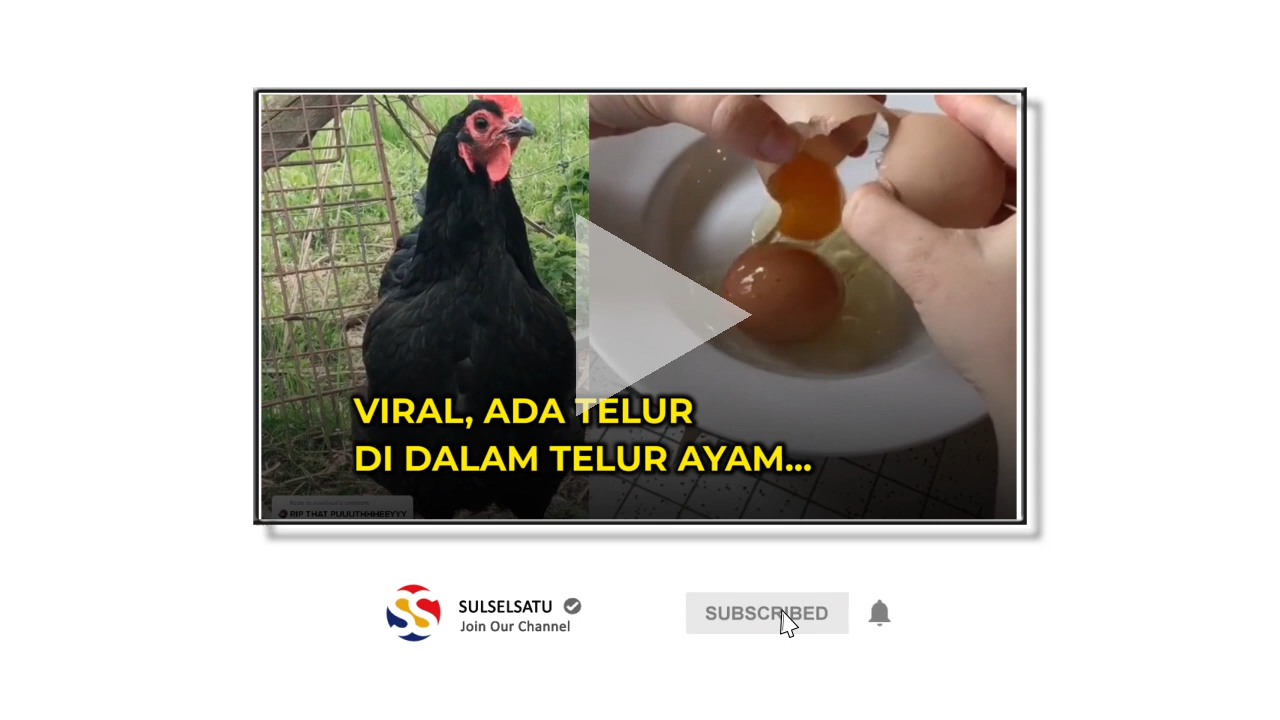 VIRAL, ADA TELUR
DI DALAM TELUR AYAM...
RIP THAT PUUUTHHHEEYYY
SULSELSATU
Join Our Channel
SUBSCRIBED